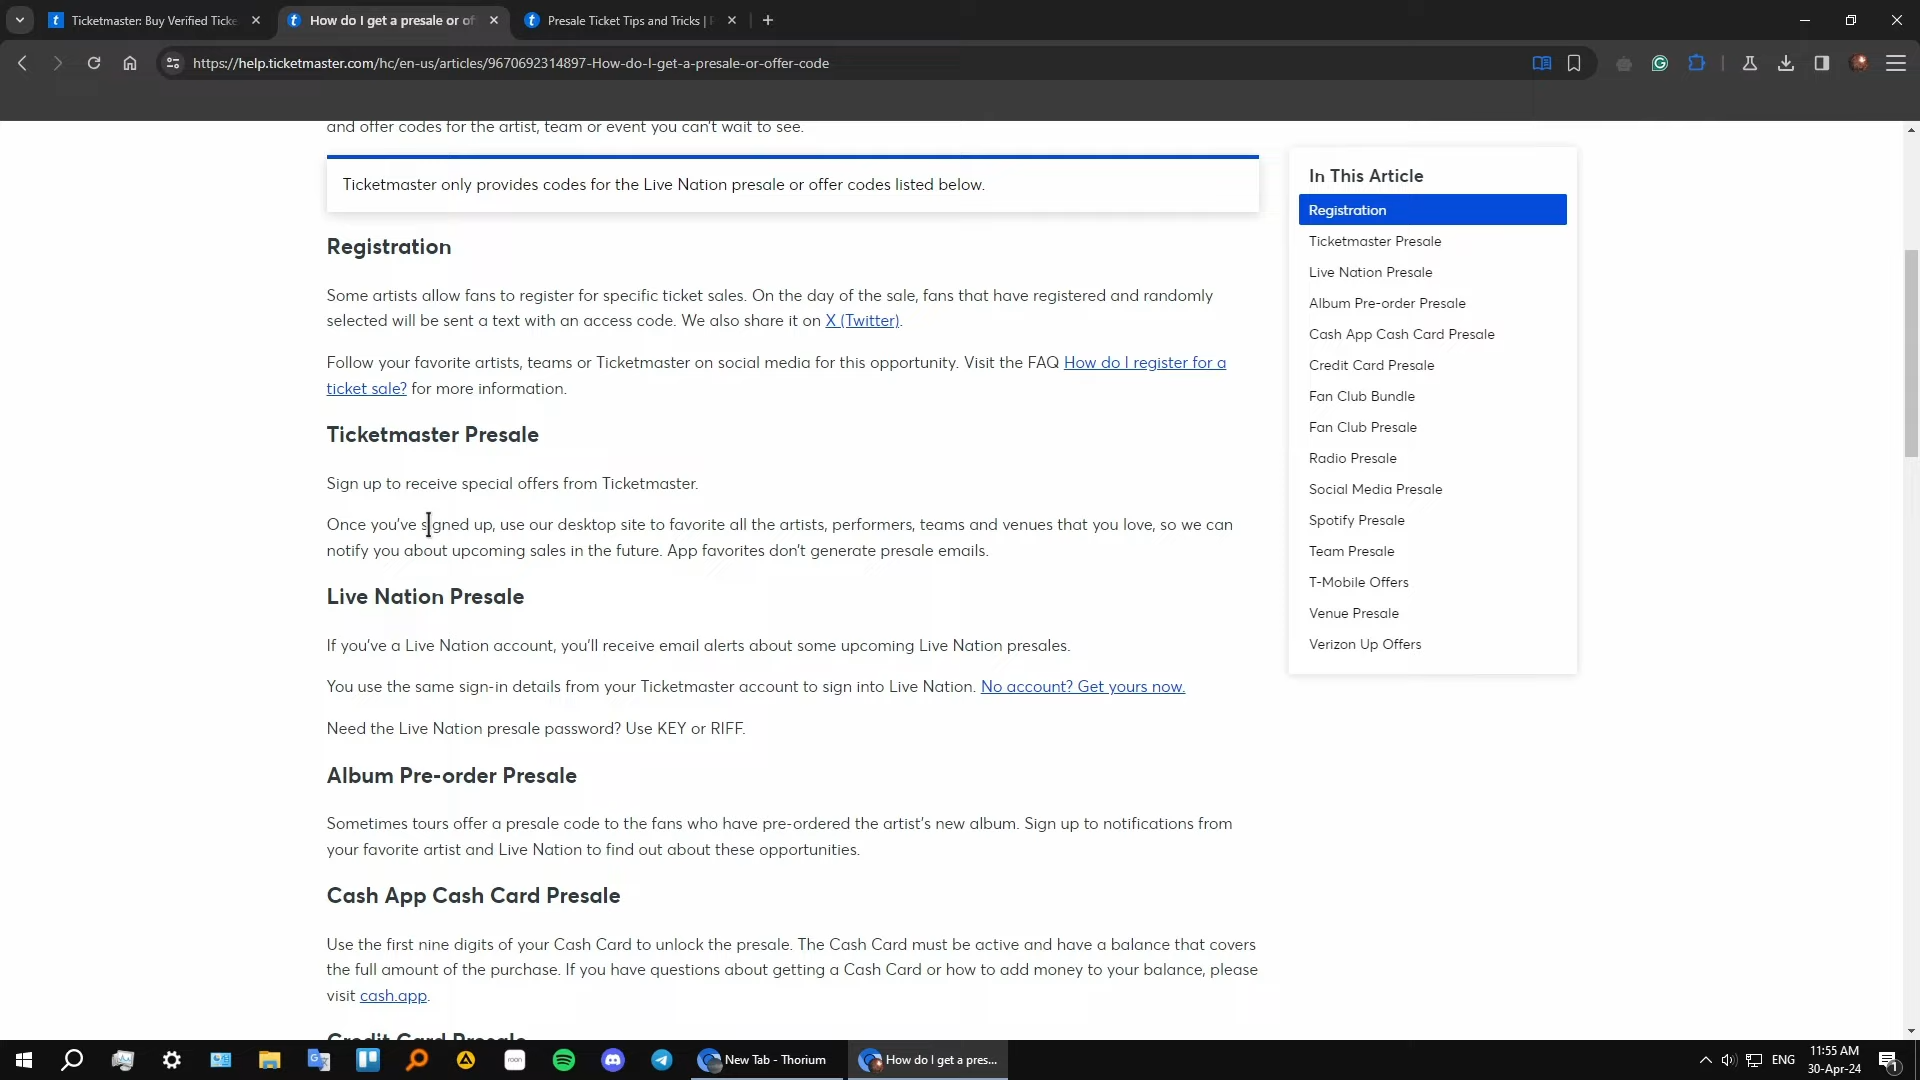 Ticketmaster: Buy Verified Ticke
How do I get a presale or of
Presale Ticket Tips and Tricks |
https://help.ticketmaster.com/hc/en-us/articles/9670692314897-How-do-I-get-a-presale-or-offer-code
and offer codes for the artist, team or event you can't wait to see.
Ticketmaster only provides codes for the Live Nation presale or offer codes listed below.
Registration
Some artists allow fans to register for specific ticket sales. On the day of the sale, fans that have registered and randomly
selected will be sent a text with an access code. We also share it on X (Twitter).
Follow your favorite artists, teams or Ticketmaster on social media for this opportunity. Visit the FAQ How do I register for a
ticket sale? for more information.
Ticketmaster Presale
Sign up to receive special offers from Ticketmaster.
Once you've signed up, use our desktop site to favorite all the artists, performers, teams and venues that you love, so we can
notify you about upcoming sales in the future. App favorites don't generate presale emails.
Live Nation Presale
If you've a Live Nation account, you'll receive email alerts about some upcoming Live Nation presales.
You use the same sign-in details from your Ticketmaster account to sign into Live Nation. No account? Get yours now.
Need the Live Nation presale password? Use KEY or RIFF.
Album Pre-order Presale
Sometimes tours offer a presale code to the fans who have pre-ordered the artist's new album. Sign up to notifications from
your favorite artist and Live Nation to find out about these opportunities.
Cash App Cash Card Presale
Use the first nine digits of your Cash Card to unlock the presale. The Cash Card must be active and have a balance that covers
the full amount of the purchase. If you have questions about getting a Cash Card or how to add money to your balance, please
visit cash.app.
Credit Card Presale
In This Article
Registration
Ticketmaster Presale
Live Nation Presale
Album Pre-order Presale
Cash App Cash Card Presale
Credit Card Presale
Fan Club Bundle
Fan Club Presale
Radio Presale
Social Media Presale
Spotify Presale
Team Presale
T-Mobile Offers
Venue Presale
Verizon Up Offers
New Tab - Thorium
How do I get a pres...
ENG
11:55 AM
30-Apr-24
1